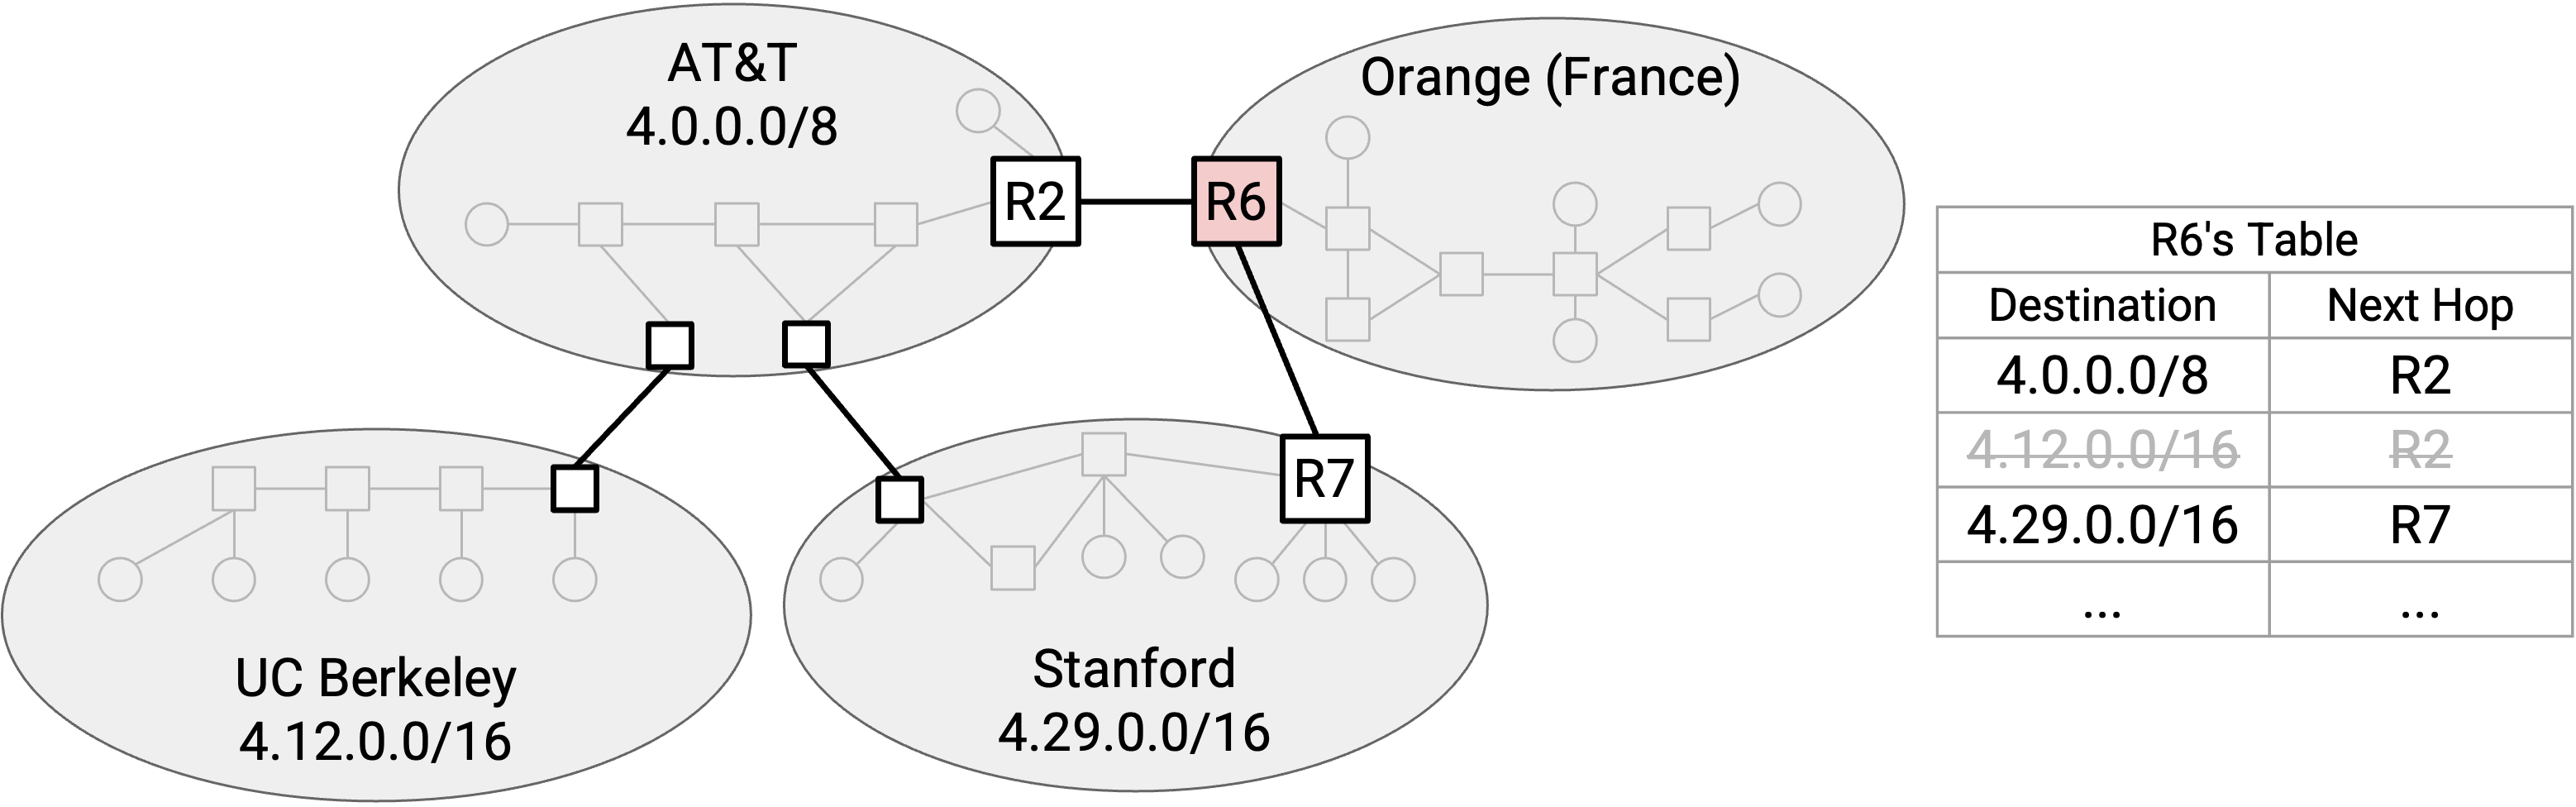 AT&T
4.0.0.0/8
Orange (France)
R2
R6
R7
UC Berkeley
4.12.0.0/16
Stanford
4.29.0.0/16
R6's Table
Destination Next Hop
4.0.0.0/8 R2
4.12.0.0/16 R2
4.29.0.0/16 R7
... ...